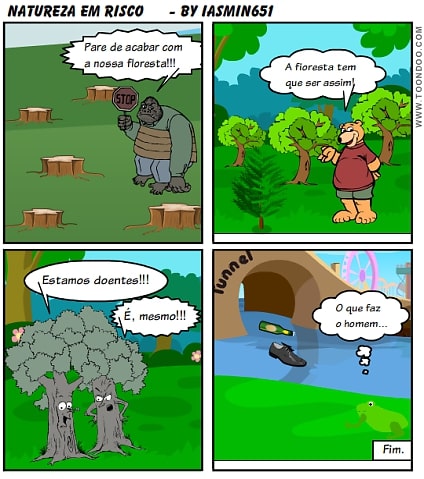 NATUREZA EM RISCO - BY IASMIN651
Pare de acabar com
a nossa floresta!!!
STOP
A floresta tem
que ser assim!
Estamos doentes!!!
É, mesmo!!!
Tunnel
O que faz
o homem...
Fim.
WWW.TOONDOO.COM